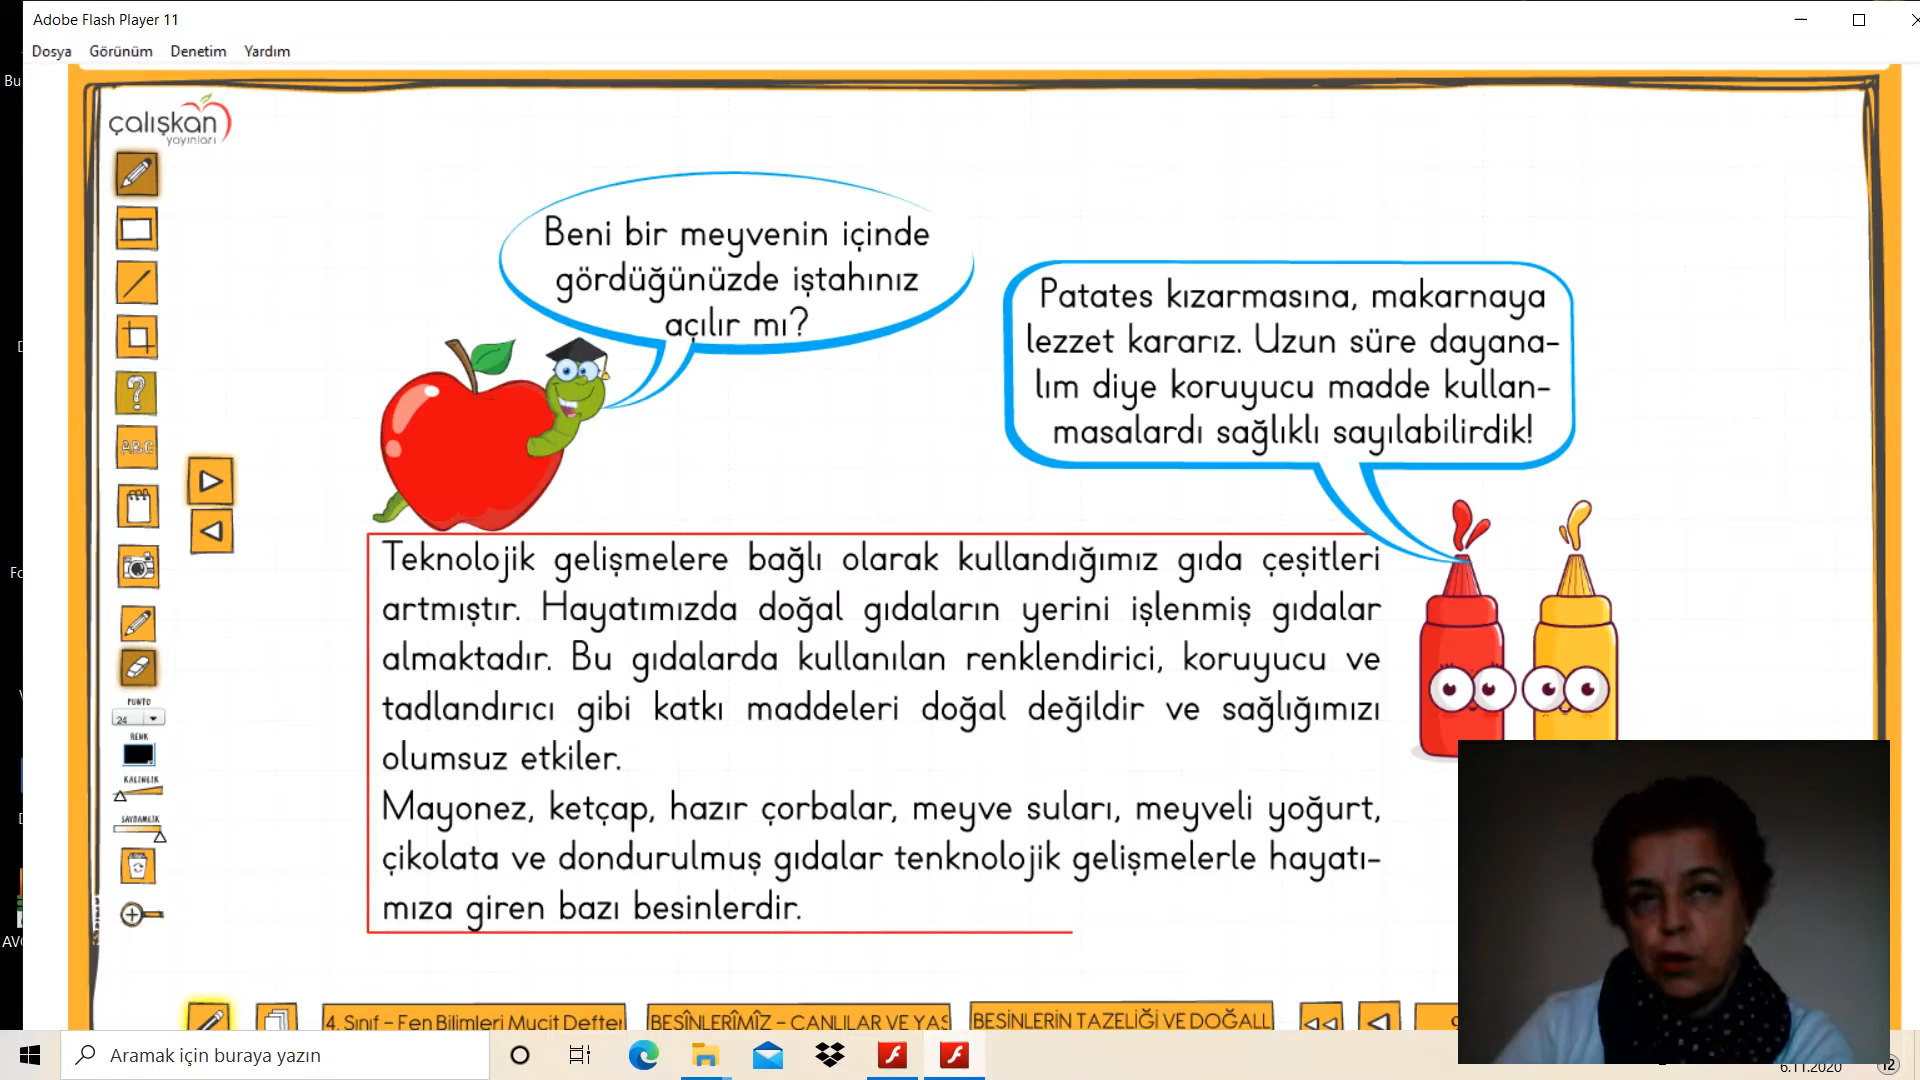 Adobe Flash Player 11
Dosya Görünüm Denetim Yardım
Bu
çalışkan
yayınları
Beni bir meyvenin içinde
gördüğünüzde iştahınız
açılır mı?
Patates kızarmasına, makarnaya
lezzet kararız. Uzun süre dayana-
lım diye koruyucu madde kullan-
masalardı sağlıklı sayılabilirdik!
ABC
Teknolojik gelişmelere bağlı olarak kullandığımız gıda çeşitleri
artmıştır. Hayatımızda doğal gıdaların yerini işlenmiş gıdalar
almaktadır. Bu gıdalarda kullanılan renklendirici, koruyucu ve
tadlandırıcı gibi katkı maddeleri doğal değildir ve sağlığımızı
olumsuz etkiler.
Mayonez, ketçap, hazır çorbalar, meyve suları, meyveli yoğurt,
çikolata ve dondurulmuş gıdalar tenknolojik gelişmelerle hayatı-
mıza giren bazı besinlerdir.
PUNTO
24
RENK
KALINLIK
SAYDAMLIK
4. Sınıf - Fen Bilimleri Mucit Defter
BESİNLERİMİZ - CANLILAR VE YAŞ
BESİNLERİN TAZELİĞİ VE DOĞALL
Aramak için buraya yazın
6.11.2020
12